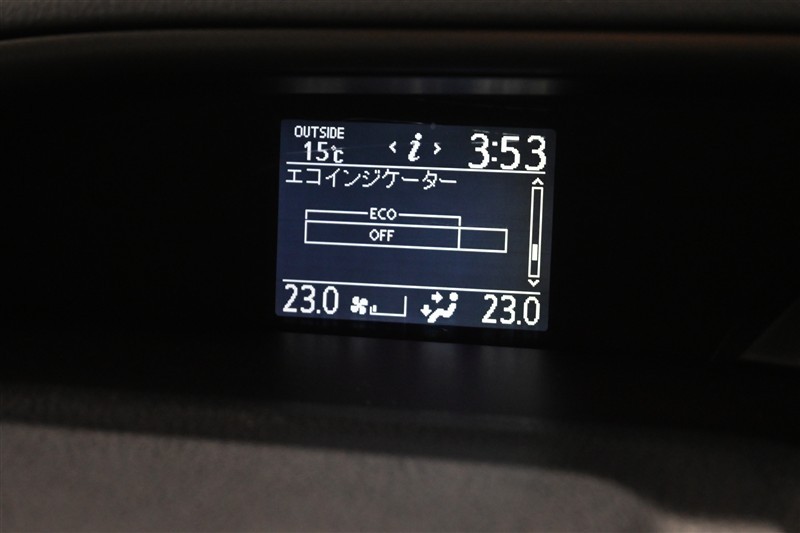 OUTSIDE
15℃ < i > 3:53
エコインジケーター
ECO
OFF
23.0 23.0